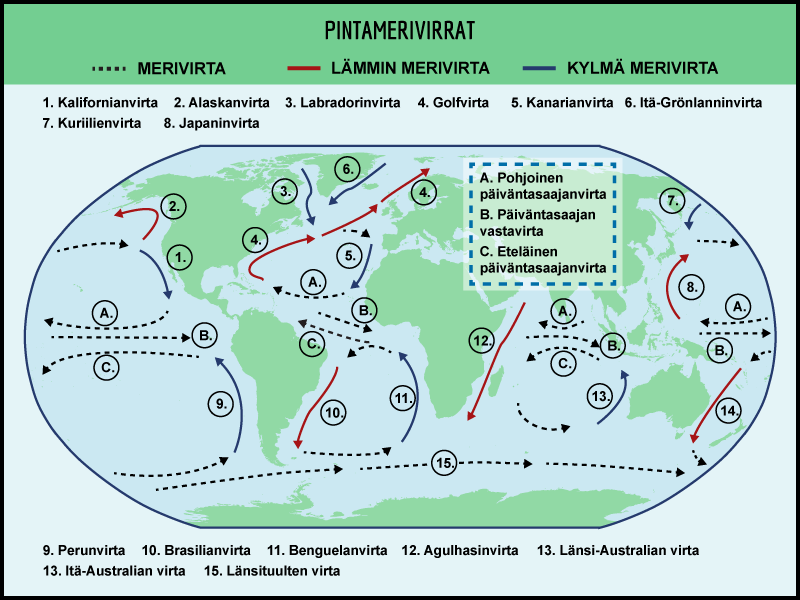 PINTAMERIVIRRAT
MERIVIRTA LÄMMIN MERIVIRTA KYLMÄ MERIVIRTA
1. Kalifornianvirta 2. Alaskanvirta 3. Labradorinvirta 4. Golfvirta 5. Kanarianvirta 6. Itä-Grönlanninvirta
7. Kuriilienvirta 8. Japaninvirta
A. Pohjoinen
päiväntasaajanvirta
B. Päiväntasaajan
vastavirta
C. Eteläinen
päiväntasaajanvirta
6.
3.
4.
7.
2.
4.
1.
5.
A.
8.
A.
B.
A.
A.
B.
B.
C.
12.
B.
B.
C.
C.
9.
10.
11.
13.
14.
15.
9. Perunvirta 10. Brasilianvirta 11. Benguelanvirta 12. Agulhasinvirta 13. Länsi-Australian virta
13. Itä-Australian virta 15. Länsituulten virta